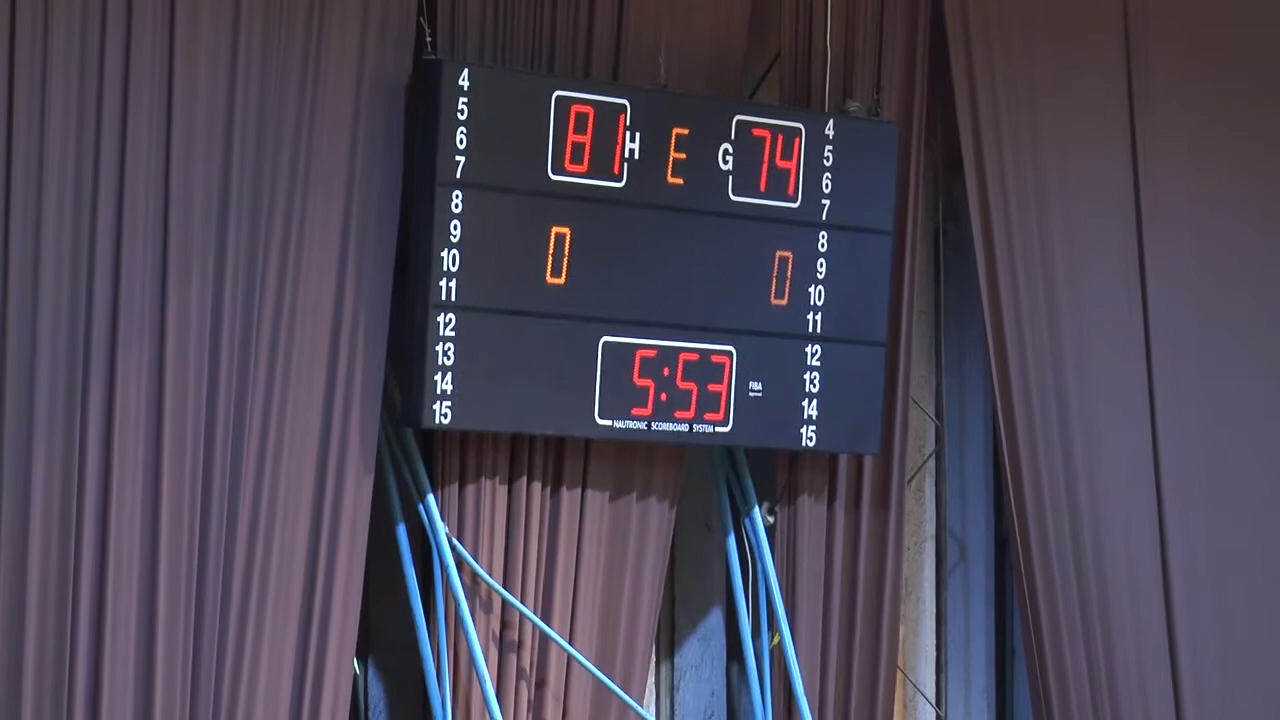 4 81 H E G 74 4
5 5
6 6
7 7
8 8
9 0 0 9
10 10
11 11
12 12
13 5:53 FIBA 13
14 14
15 15
NAUTRONIC SCOREBOARD SYSTEM